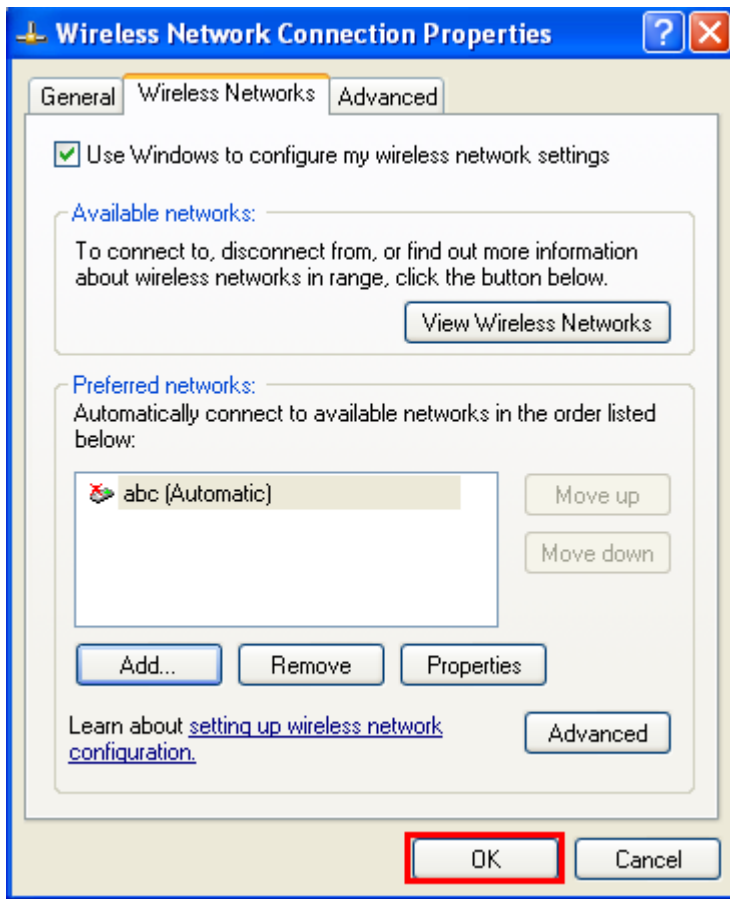 Wireless Network Connection Properties
General Wireless Networks Advanced
Use Windows to configure my wireless network settings
Available networks:
To connect to, disconnect from, or find out more information
about wireless networks in range, click the button below.
View Wireless Networks
Preferred networks:
Automatically connect to available networks in the order listed
below:
abc (Automatic)
Move up
Move down
Add... Remove Properties
Learn about setting up wireless network
configuration.
Advanced
OK Cancel